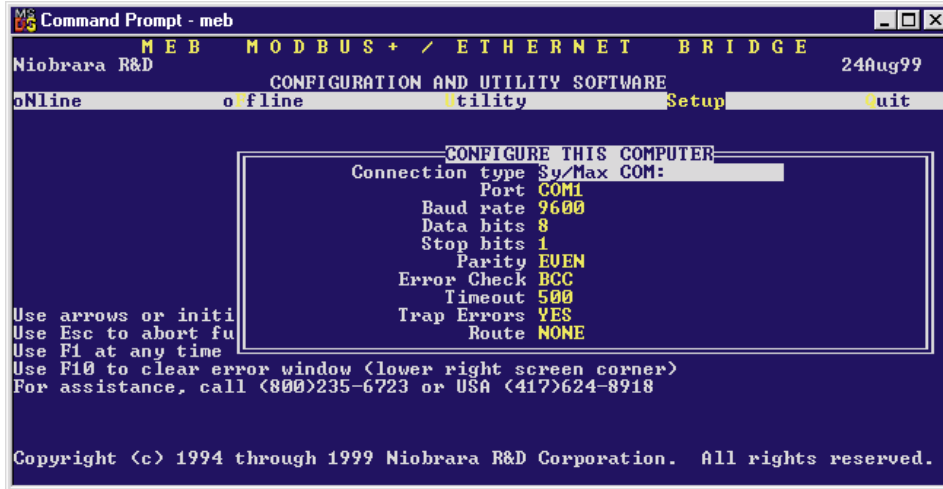 Command Prompt - meb
M E B   M O D B U S + / E T H E R N E T   B R I D G E
Niobrara R&D   24Aug99
CONFIGURATION AND UTILITY SOFTWARE
oNline   oFfline   Utility   Setup   Quit
CONFIGURE THIS COMPUTER
Connection type Sy/Max COM:
Port COM1
Baud rate 9600
Data bits 8
Stop bits 1
Parity EVEN
Error Check BCC
Timeout 500
Use arrows or initi   Trap Errors YES
Use Esc to abort fu   Route NONE
Use F1 at any time
Use F10 to clear error window (lower right screen corner)
For assistance, call (800)235-6723 or USA (417)624-8918
Copyright (c) 1994 through 1999 Niobrara R&D Corporation.  All rights reserved.